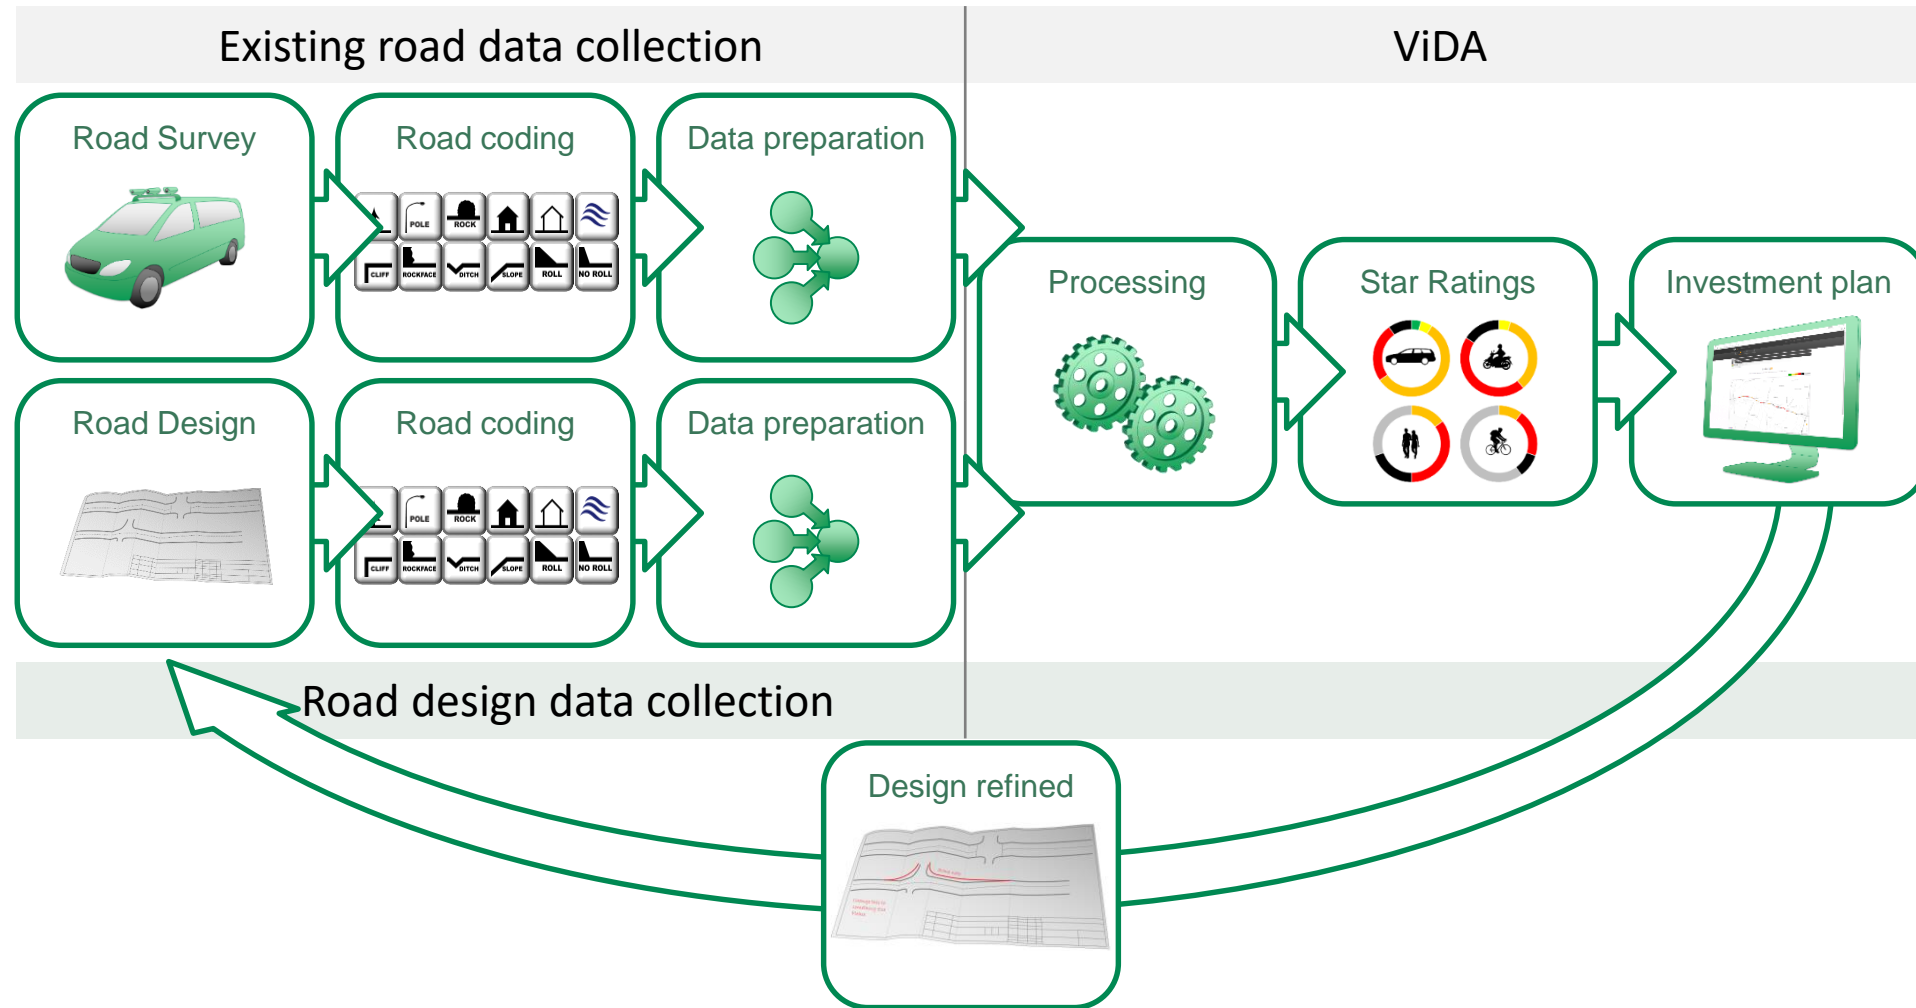 Existing road data collection
ViDA
Road Survey
Road coding
Data preparation
POLE
ROCK
CLIFF
ROCKFACE
DITCH
SLOPE
ROLL
NO ROLL
Processing
Star Ratings
Investment plan
Road Design
Road coding
Data preparation
POLE
ROCK
CLIFF
ROCKFACE
DITCH
SLOPE
ROLL
NO ROLL
Road design data collection
Design refined